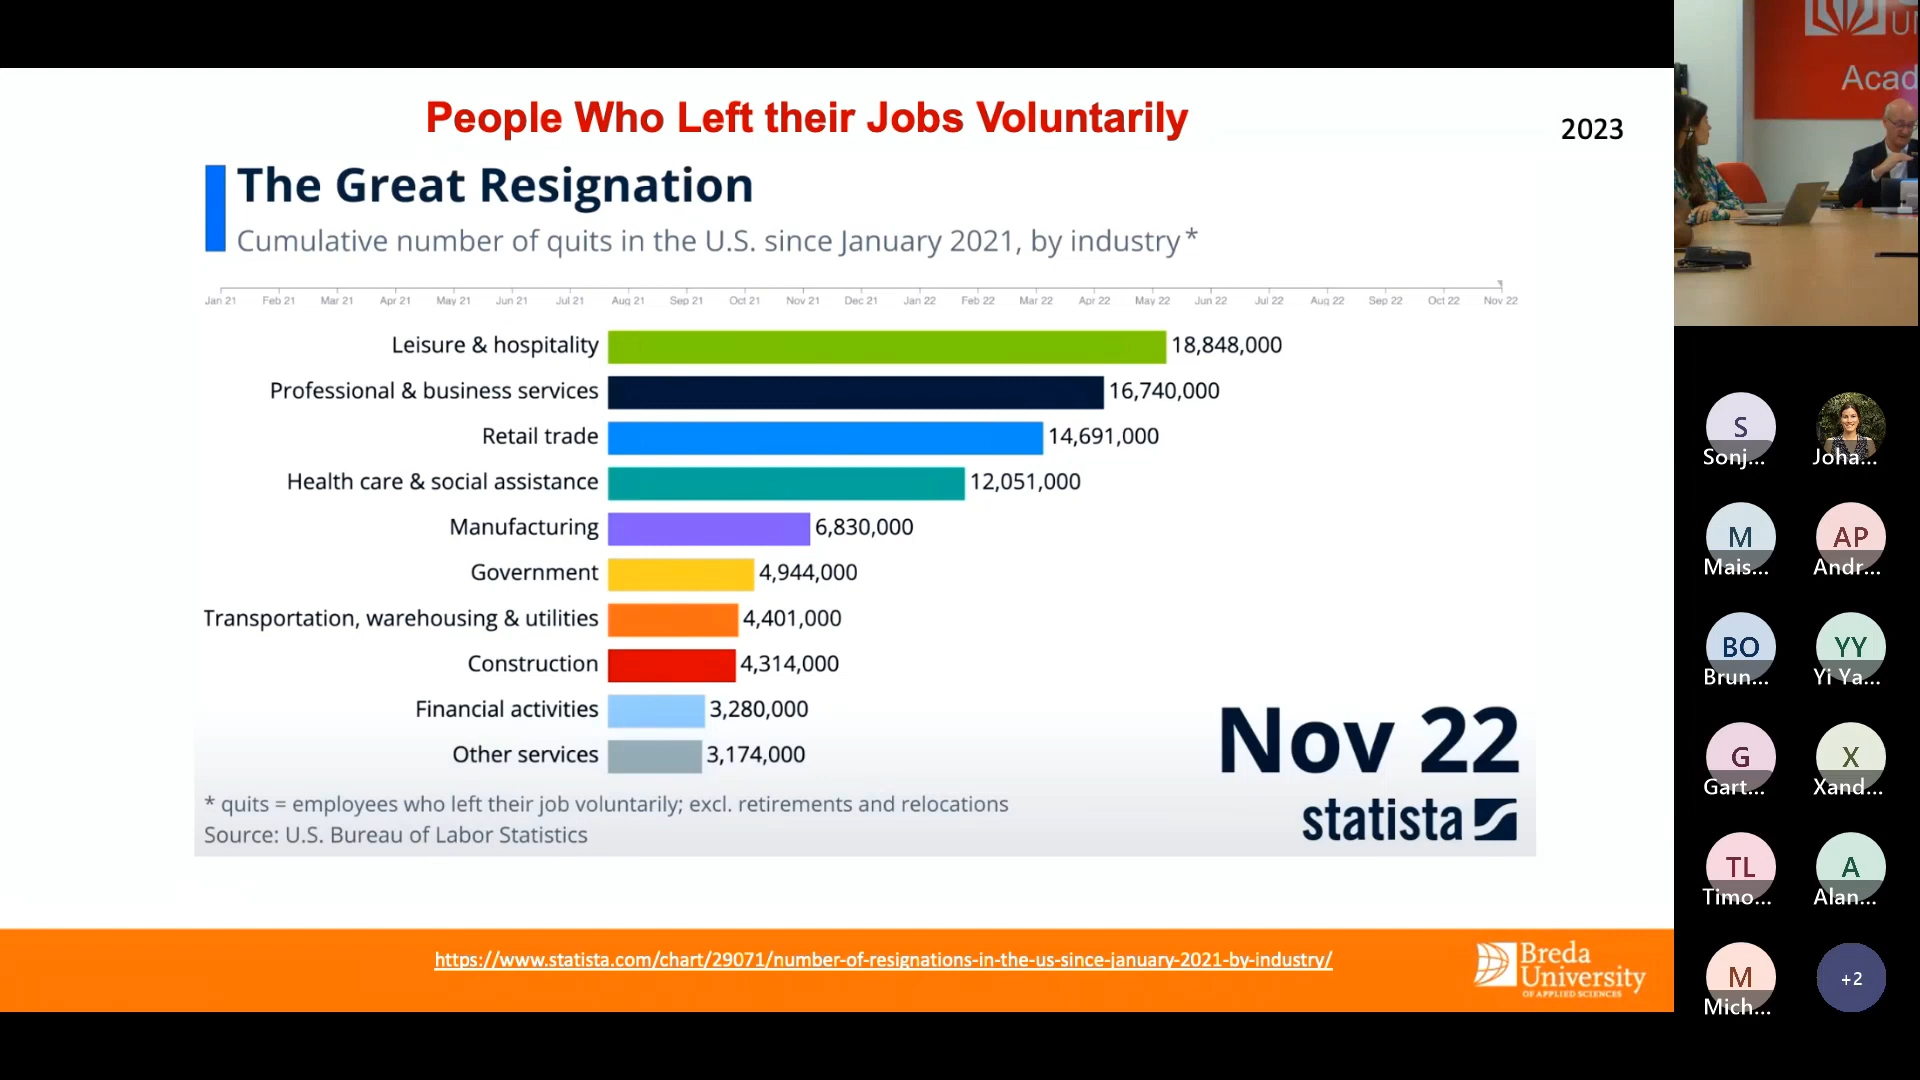 People Who Left their Jobs Voluntarily
2023
The Great Resignation
Cumulative number of quits in the U.S. since January 2021, by industry*
Jan 21 Feb 21 Mar 21 Apr 21 May 21 Jun 21 Jul 21 Aug 21 Sep 21 Oct 21 Nov 21 Dec 21 Jan 22 Feb 22 Mar 22 Apr 22 May 22 Jun 22 Jul 22 Aug 22 Sep 22 Oct 22 Nov 22
Leisure & hospitality 18,848,000
Professional & business services 16,740,000
Retail trade 14,691,000
Health care & social assistance 12,051,000
Manufacturing 6,830,000
Government 4,944,000
Transportation, warehousing & utilities 4,401,000
Construction 4,314,000
Financial activities 3,280,000
Other services 3,174,000
Nov 22
statista
* quits = employees who left their job voluntarily; excl. retirements and relocations
Source: U.S. Bureau of Labor Statistics
https://www.statista.com/chart/29071/number-of-resignations-in-the-us-since-january-2021-by-industry/
Breda
University
OF APPLIED SCIENCES
UN
Acad
S
Sonj...
Joha...
M
Mais...
AP
Andr...
BO
Brun...
YY
Yi Ya...
G
Gart...
X
Xand...
TL
Timo...
A
Alan...
M
Mich...
+2